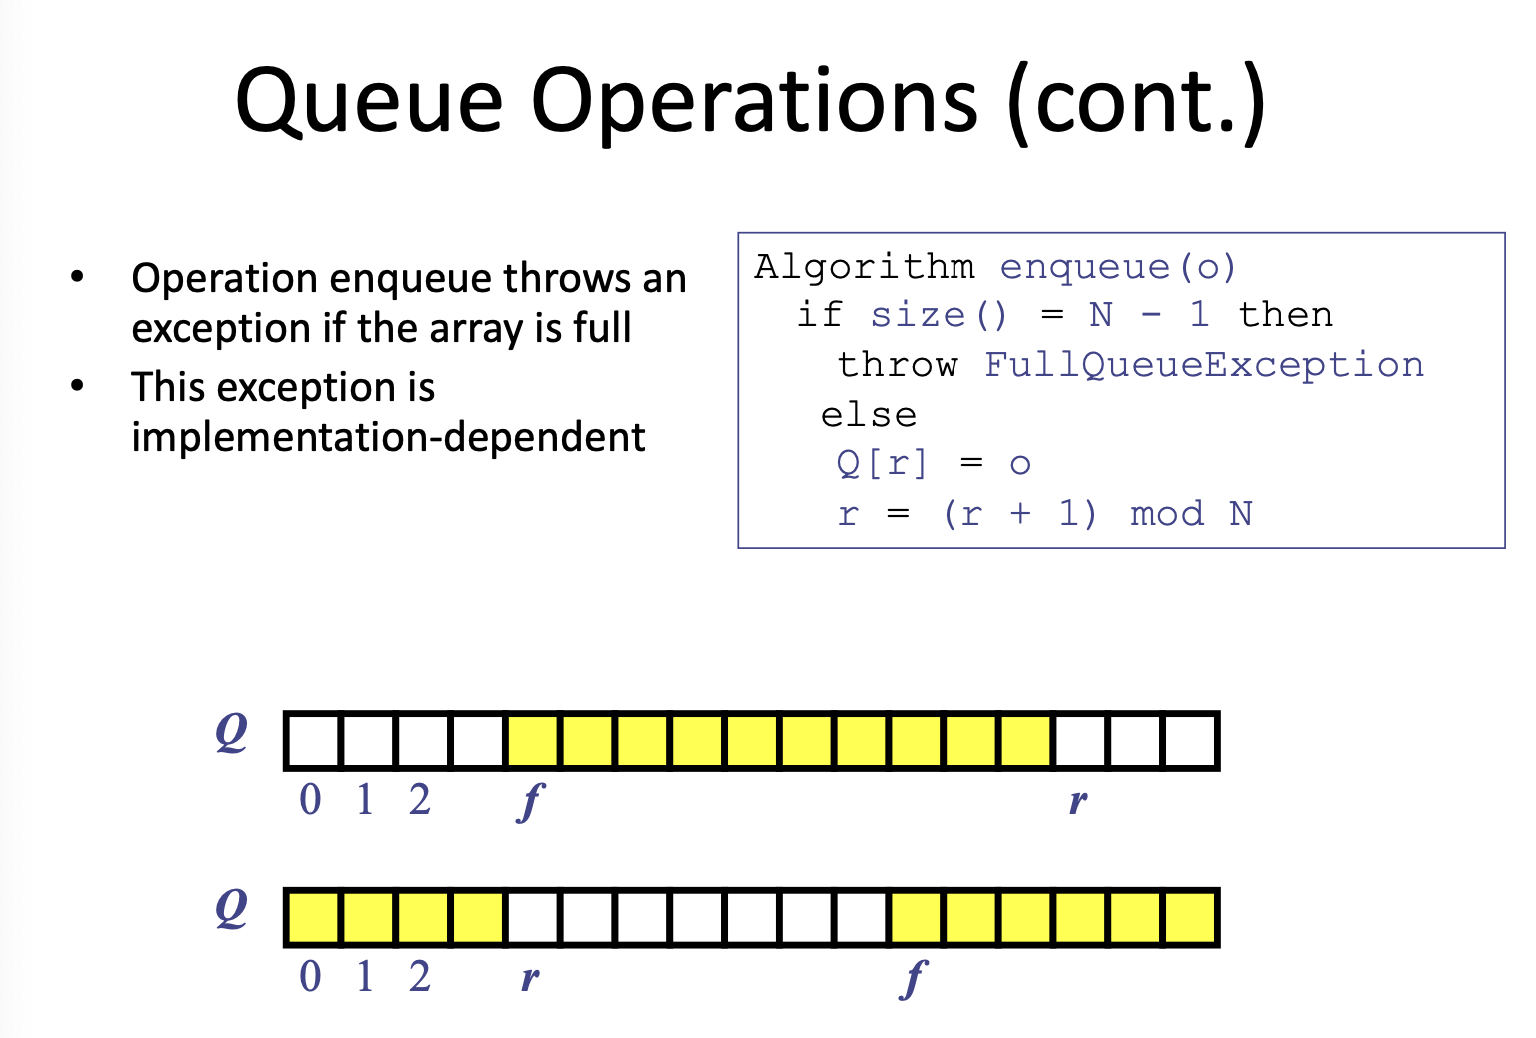 Queue Operations (cont.)
• Operation enqueue throws an
exception if the array is full
• This exception is
implementation-dependent
Algorithm enqueue(o)
if size() = N - 1 then
throw FullQueueException
else
Q[r] = o
r = (r + 1) mod N
Q
0 1 2 f r
Q
0 1 2 r f